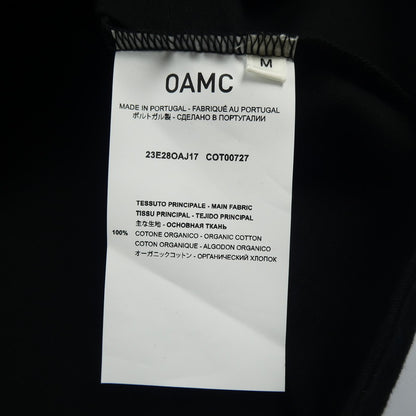 M
OAMC
MADE IN PORTUGAL - FABRIQUÉ AU PORTUGAL
ポルトガル製 - СДЕЛАНО В ПОРТУГАЛИИ
23E28OAJ17 COT00727
TESSUTO PRINCIPALE - MAIN FABRIC
TISSU PRINCIPAL - TEJIDO PRINCIPAL
主な生地 - ОСНОВНАЯ ТКАНЬ
100% COTONE ORGANICO - ORGANIC COTTON
COTON ORGANIQUE - ALGODON ORGANICO
オーガニックコットン - ОРГАНИЧЕСКИЙ ХЛОПОК